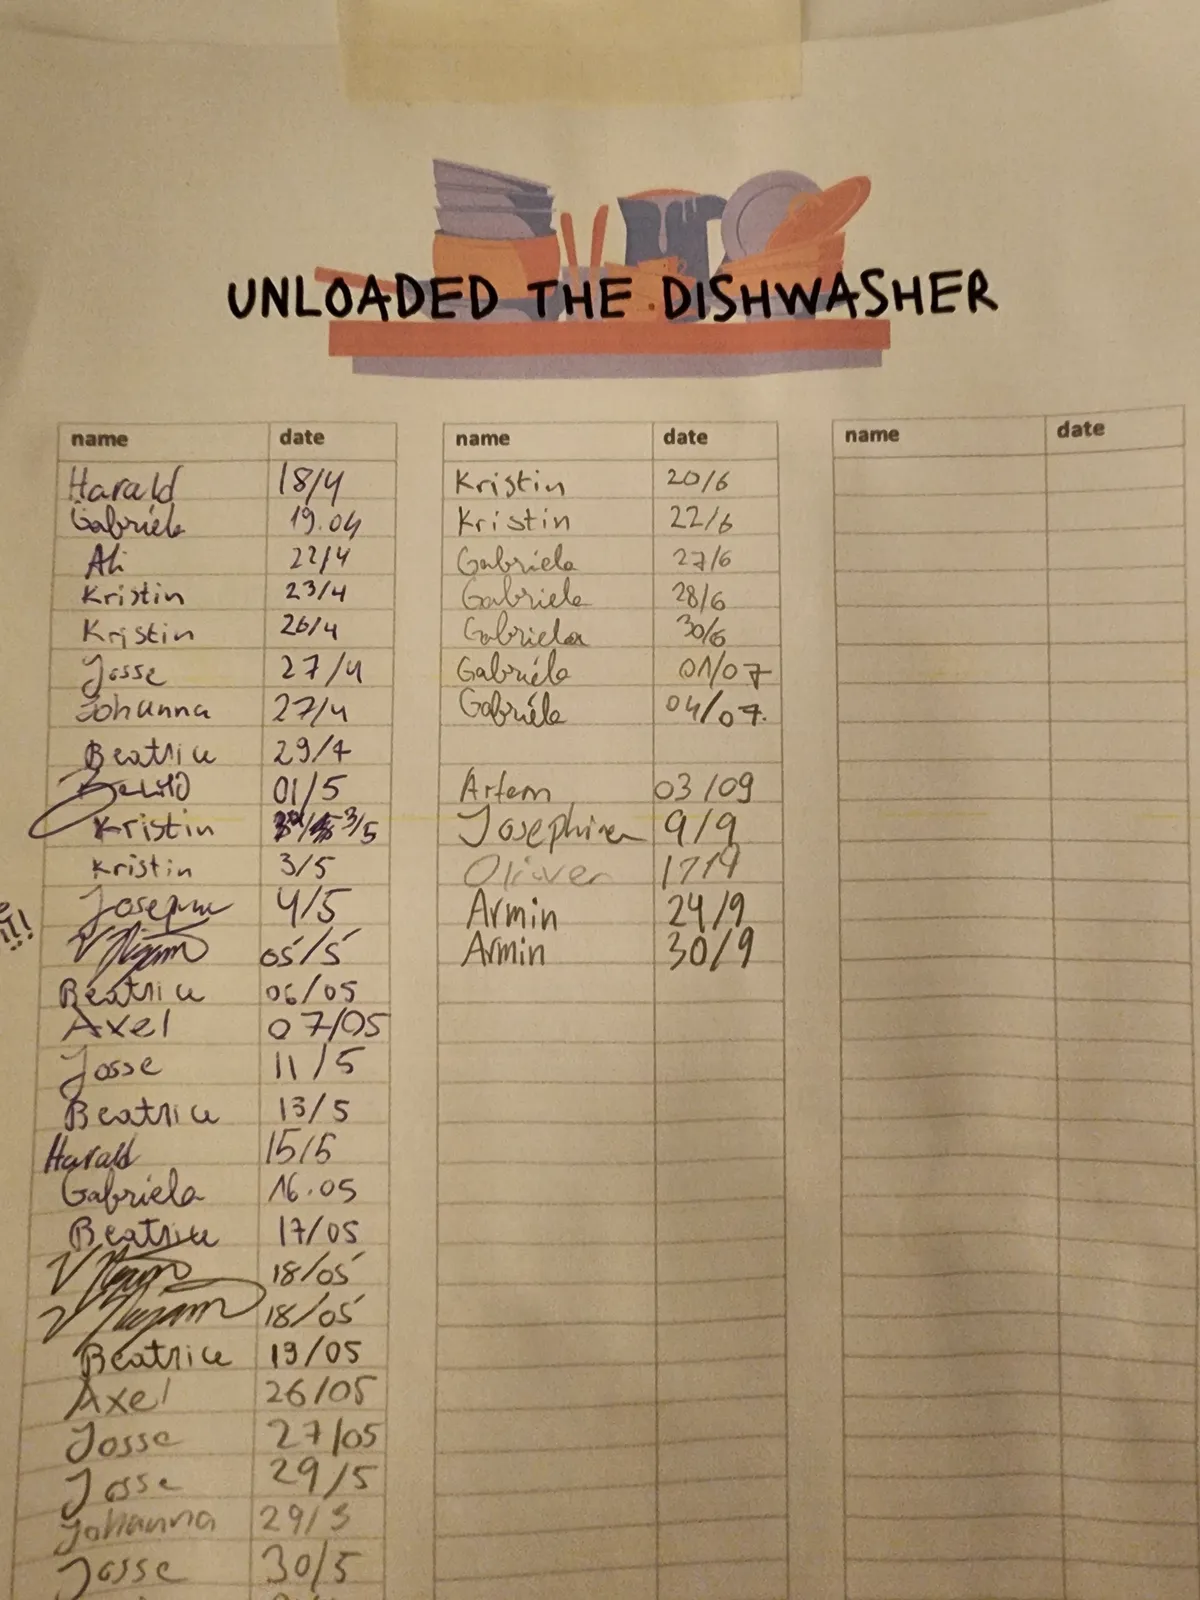 UNLOADED THE DISHWASHER
name date
Harald 18/4
Gabriela 19.04
Ali 22/4
Kristin 23/4
Kristin 26/4
Josse 27/4
Johanna 27/4
Beatrice 29/4
01/5
Kristin 3/5
Kristin 3/5
Josephine 4/5
05/5
Beatrice 06/05
Axel 07/05
Josse 11/5
Beatrice 13/5
Harald 15/5
Gabriela 16.05
Beatrice 17/05
18/05
18/05
Beatrice 19/05
Axel 26/05
Josse 27/05
Josse 29/5
Johanna 29/5
Josse 30/5
name date
Kristin 20/6
Kristin 22/6
Gabriela 27/6
Gabriela 28/6
Gabriela 30/6
Gabriela 01/07
Gabriela 04/07.
Artem 03/09
Josephine 9/9
Oliver 17/9
Armin 24/9
Armin 30/9
name date